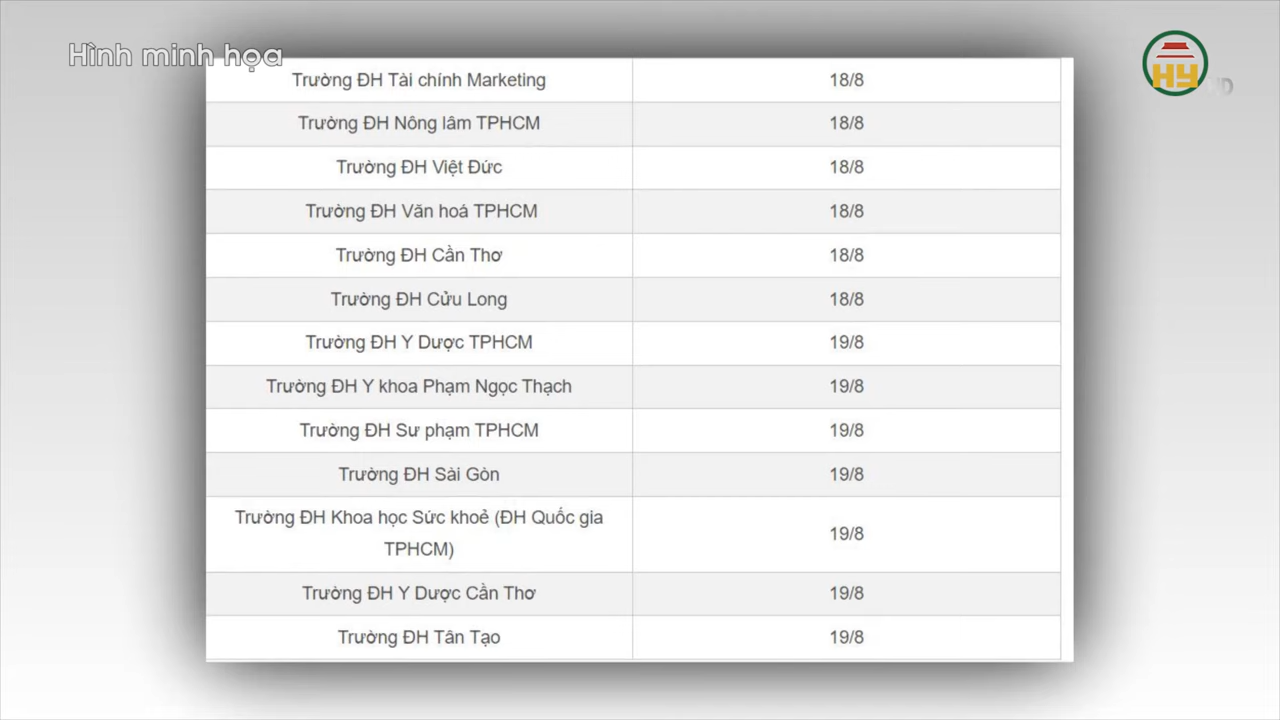 Hình minh họa
HY
HD
Trường ĐH Tài chính Marketing 18/8
Trường ĐH Nông lâm TPHCM 18/8
Trường ĐH Việt Đức 18/8
Trường ĐH Văn hoá TPHCM 18/8
Trường ĐH Cần Thơ 18/8
Trường ĐH Cửu Long 18/8
Trường ĐH Y Dược TPHCM 19/8
Trường ĐH Y khoa Phạm Ngọc Thạch 19/8
Trường ĐH Sư phạm TPHCM 19/8
Trường ĐH Sài Gòn 19/8
Trường ĐH Khoa học Sức khoẻ (ĐH Quốc gia
TPHCM) 19/8
Trường ĐH Y Dược Cần Thơ 19/8
Trường ĐH Tân Tạo 19/8